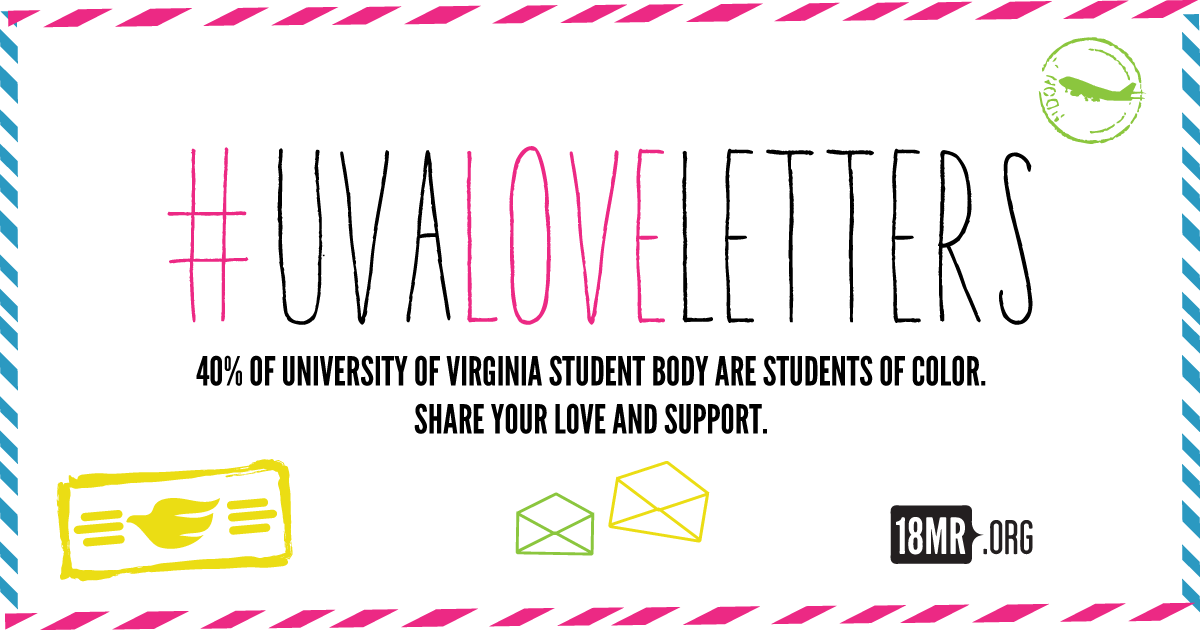 #UVALOVELETTERS
40% OF UNIVERSITY OF VIRGINIA STUDENT BODY ARE STUDENTS OF COLOR.
SHARE YOUR LOVE AND SUPPORT.
18MR.ORG